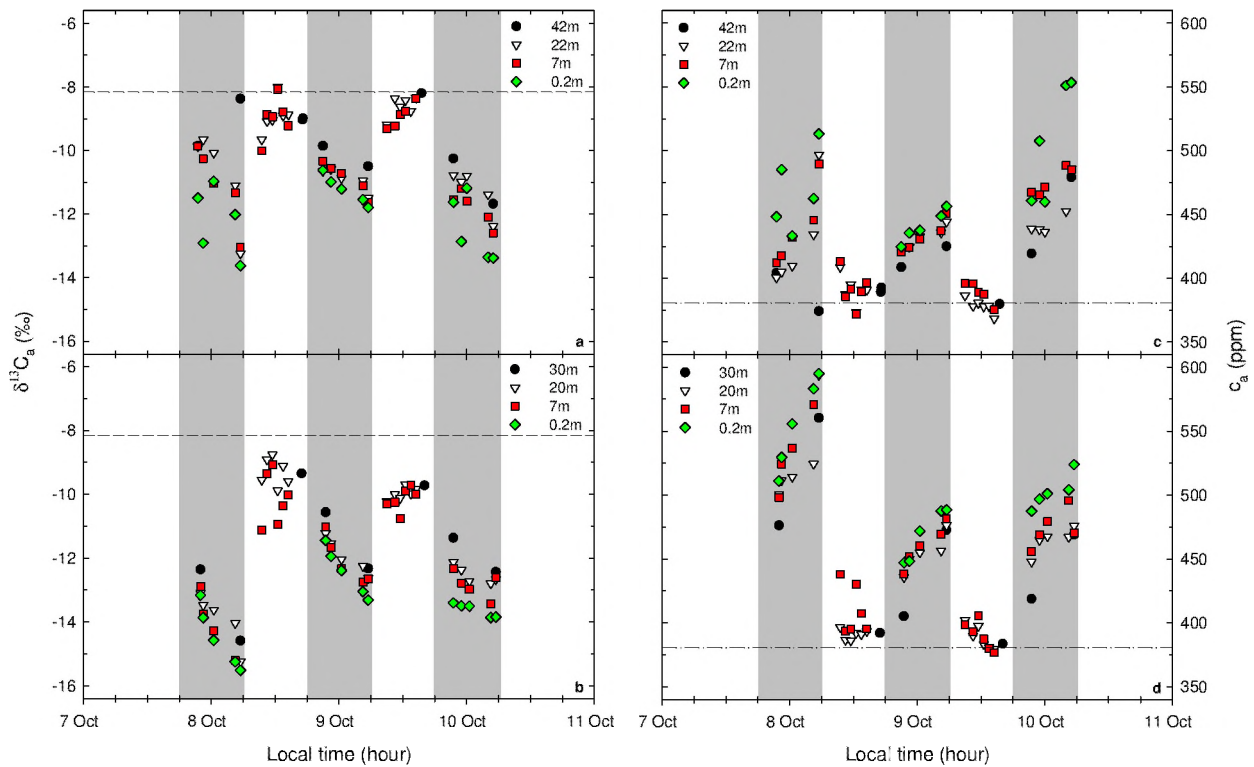 -6
-8
-10
-12
-14
-16
42m
22m
7m
0.2m
a
-6
-8
-10
-12
-14
-16
30m
20m
7m
0.2m
b
δ¹³Cₐ (‰)
7 Oct
8 Oct
9 Oct
10 Oct
11 Oct
Local time (hour)
42m
22m
7m
0.2m
c
600
550
500
450
400
350
30m
20m
7m
0.2m
d
600
550
500
450
400
350
cₐ (ppm)
7 Oct
8 Oct
9 Oct
10 Oct
11 Oct
Local time (hour)